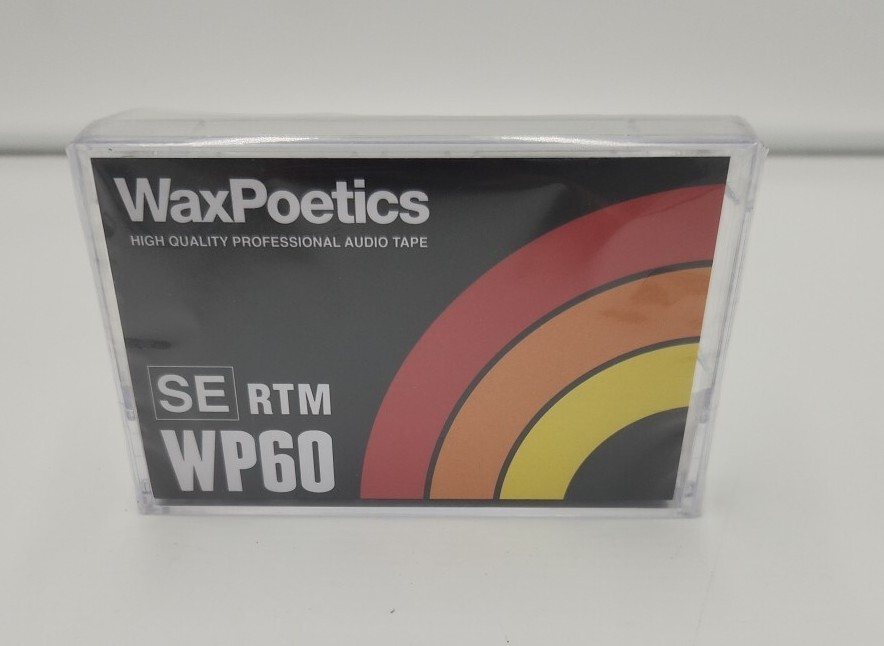 WaxPoetics
HIGH QUALITY PROFESSIONAL AUDIO TAPE
SE RTM
WP60